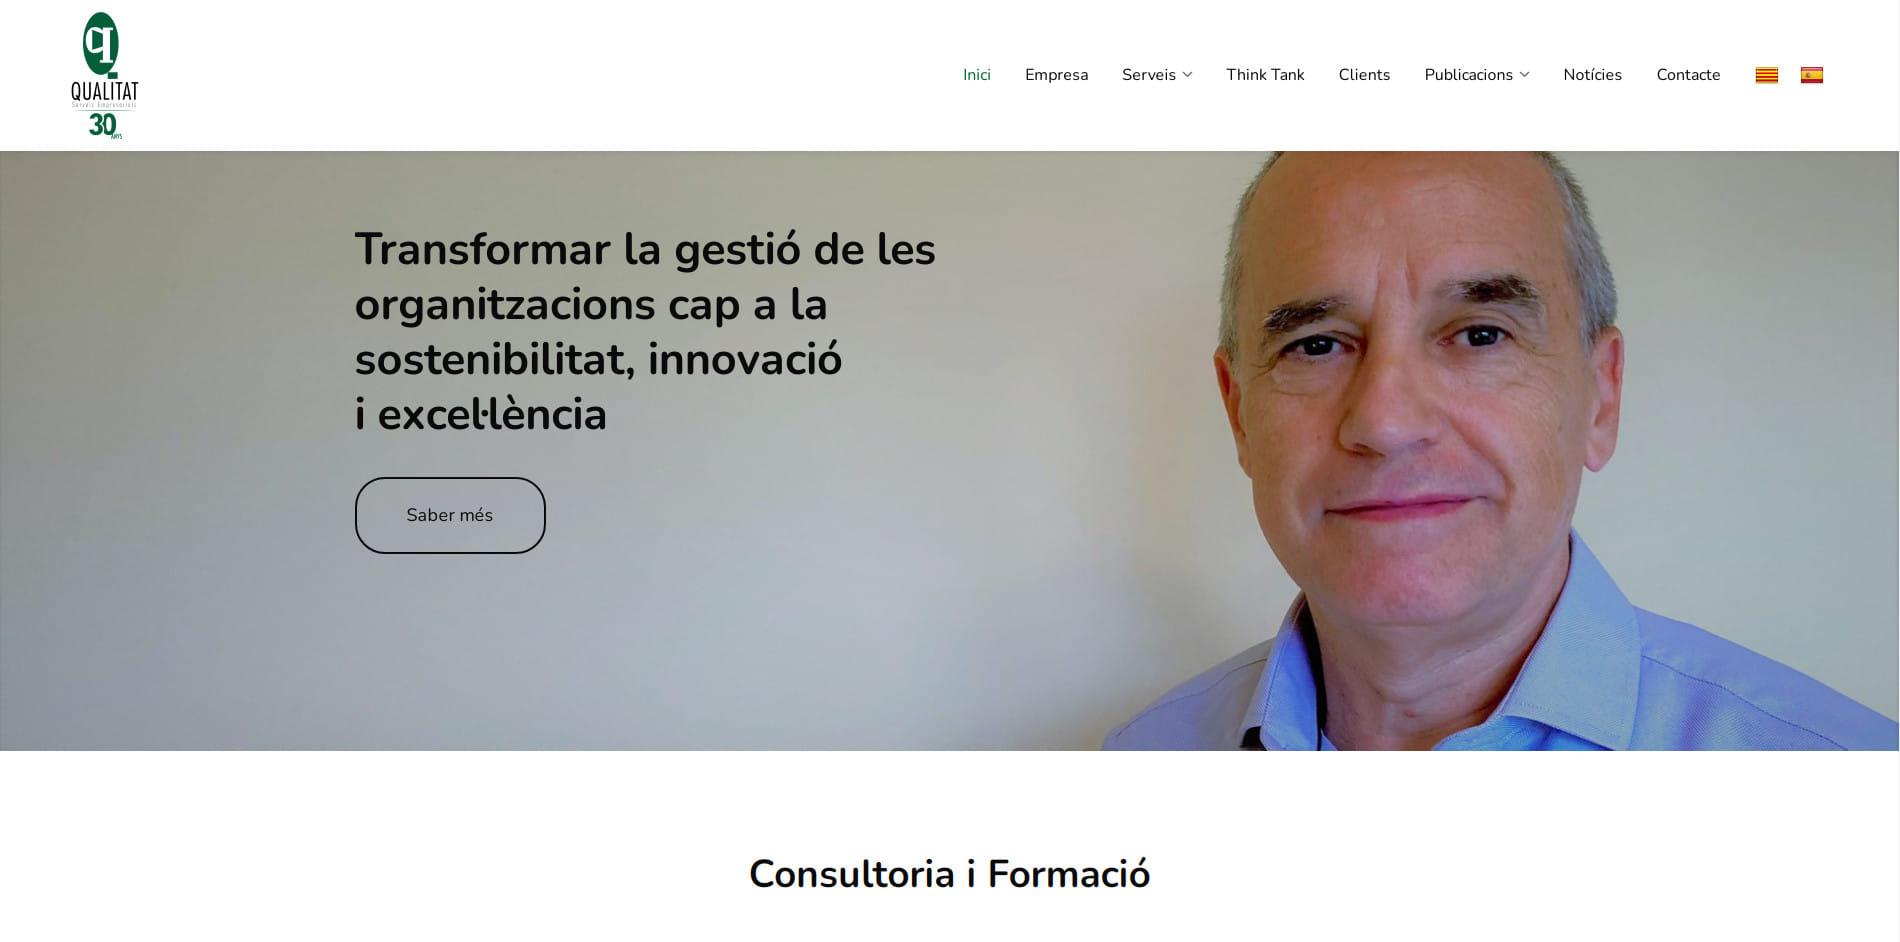 q
QUALITAT
Serveis Empresarials
30
ANYS
Inici
Empresa
Serveis
Think Tank
Clients
Publicacions
Notícies
Contacte
Transformar la gestió de les
organitzacions cap a la
sostenibilitat, innovació
i excel·lència
Saber més
Consultoria i Formació